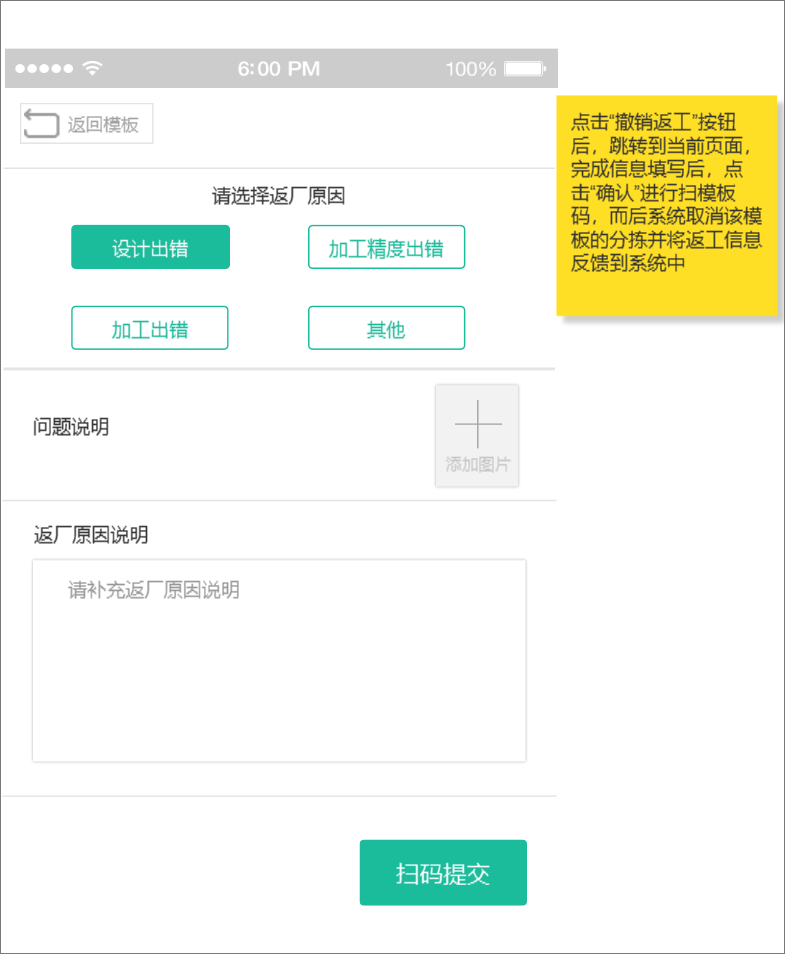 6:00 PM
100%
返回模板
请选择返厂原因
设计出错
加工精度出错
加工出错
其他
问题说明
添加图片
返厂原因说明
请补充返厂原因说明
扫码提交
点击“撤销返工”按钮
后，跳转到当前页面，
完成信息填写后，点
击“确认”进行扫模板
码，而后系统取消该模
板的分拣并将返工信息
反馈到系统中